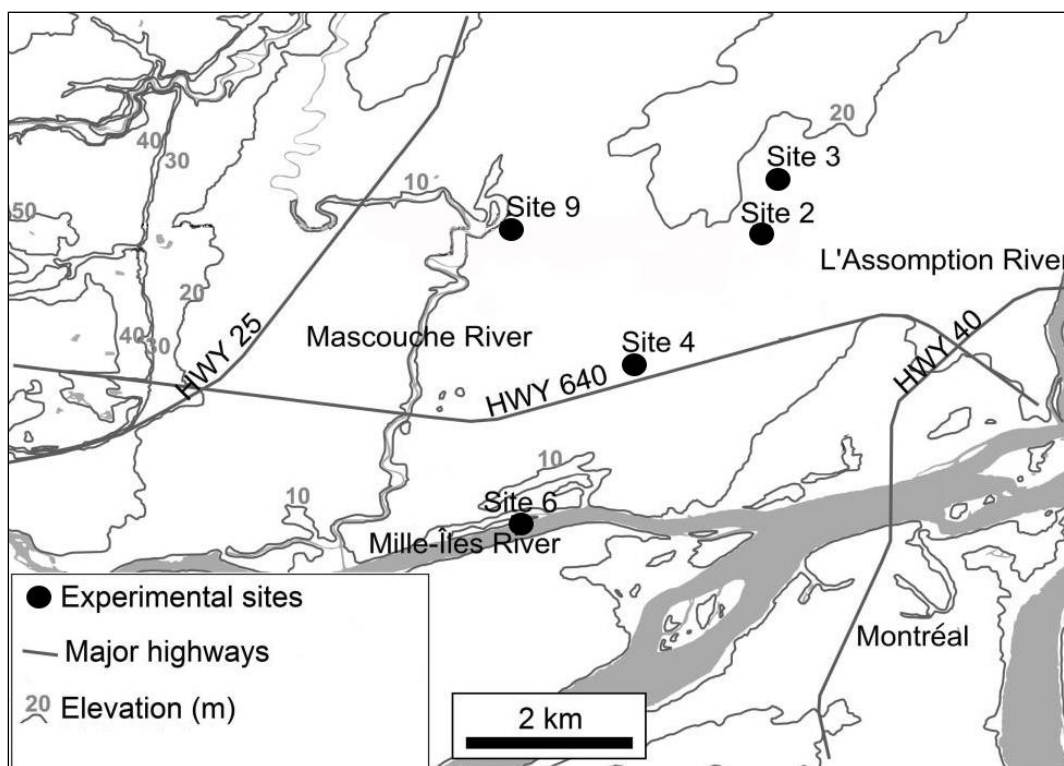 20
40
30
Site 3
10
50
Site 9
Site 2
L'Assomption River
20
Mascouche River
40
30
HWY 25
Site 4
HWY 640
HWY 40
10
10
Site 6
Mille-Îles River
Experimental sites
Major highways
20 Elevation (m)
Montréal
2 km